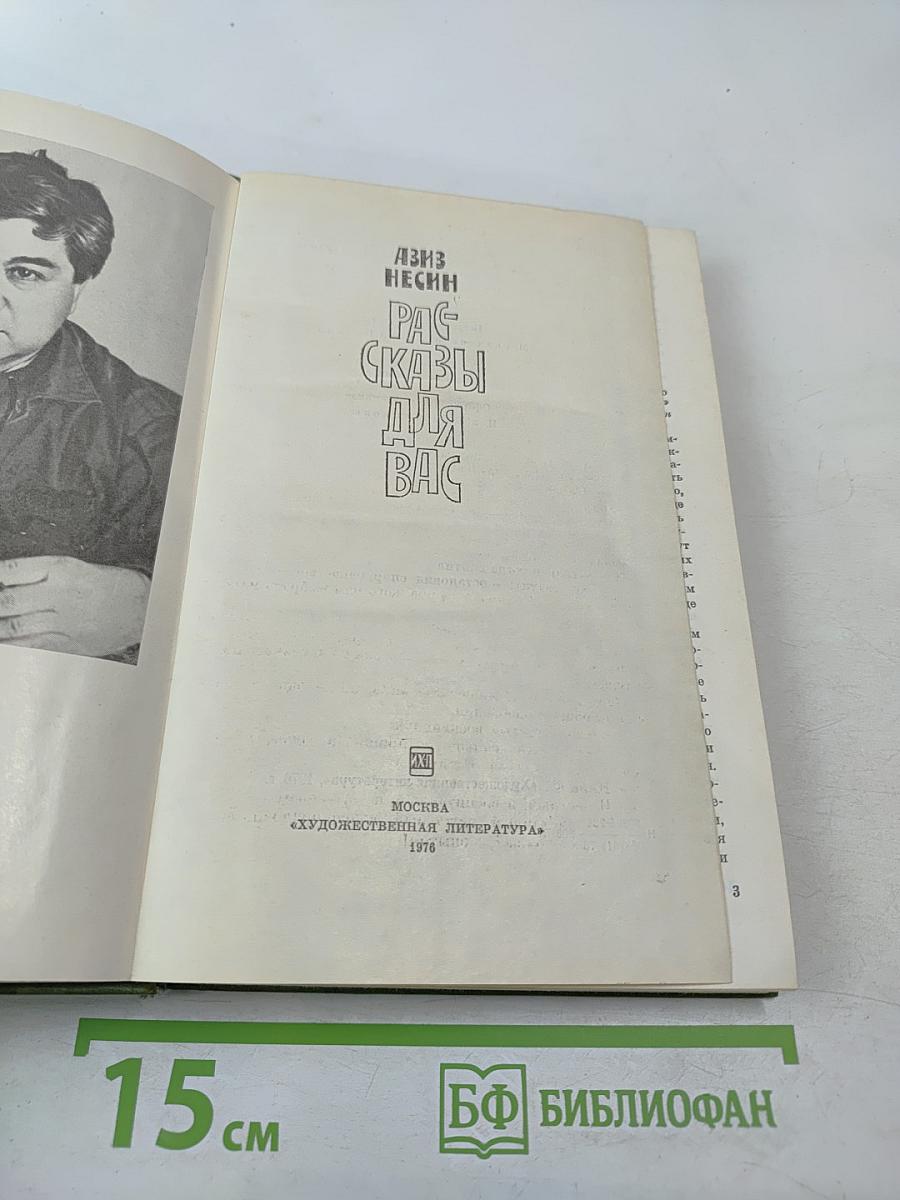 АЗИЗ
НЕСИН
РАС-
СКАЗЫ
ДЛЯ
ВАС
ИХЛ
МОСКВА
«ХУДОЖЕСТВЕННАЯ ЛИТЕРАТУРА»
1976
3
15 см
БФ БИБЛИОФАН